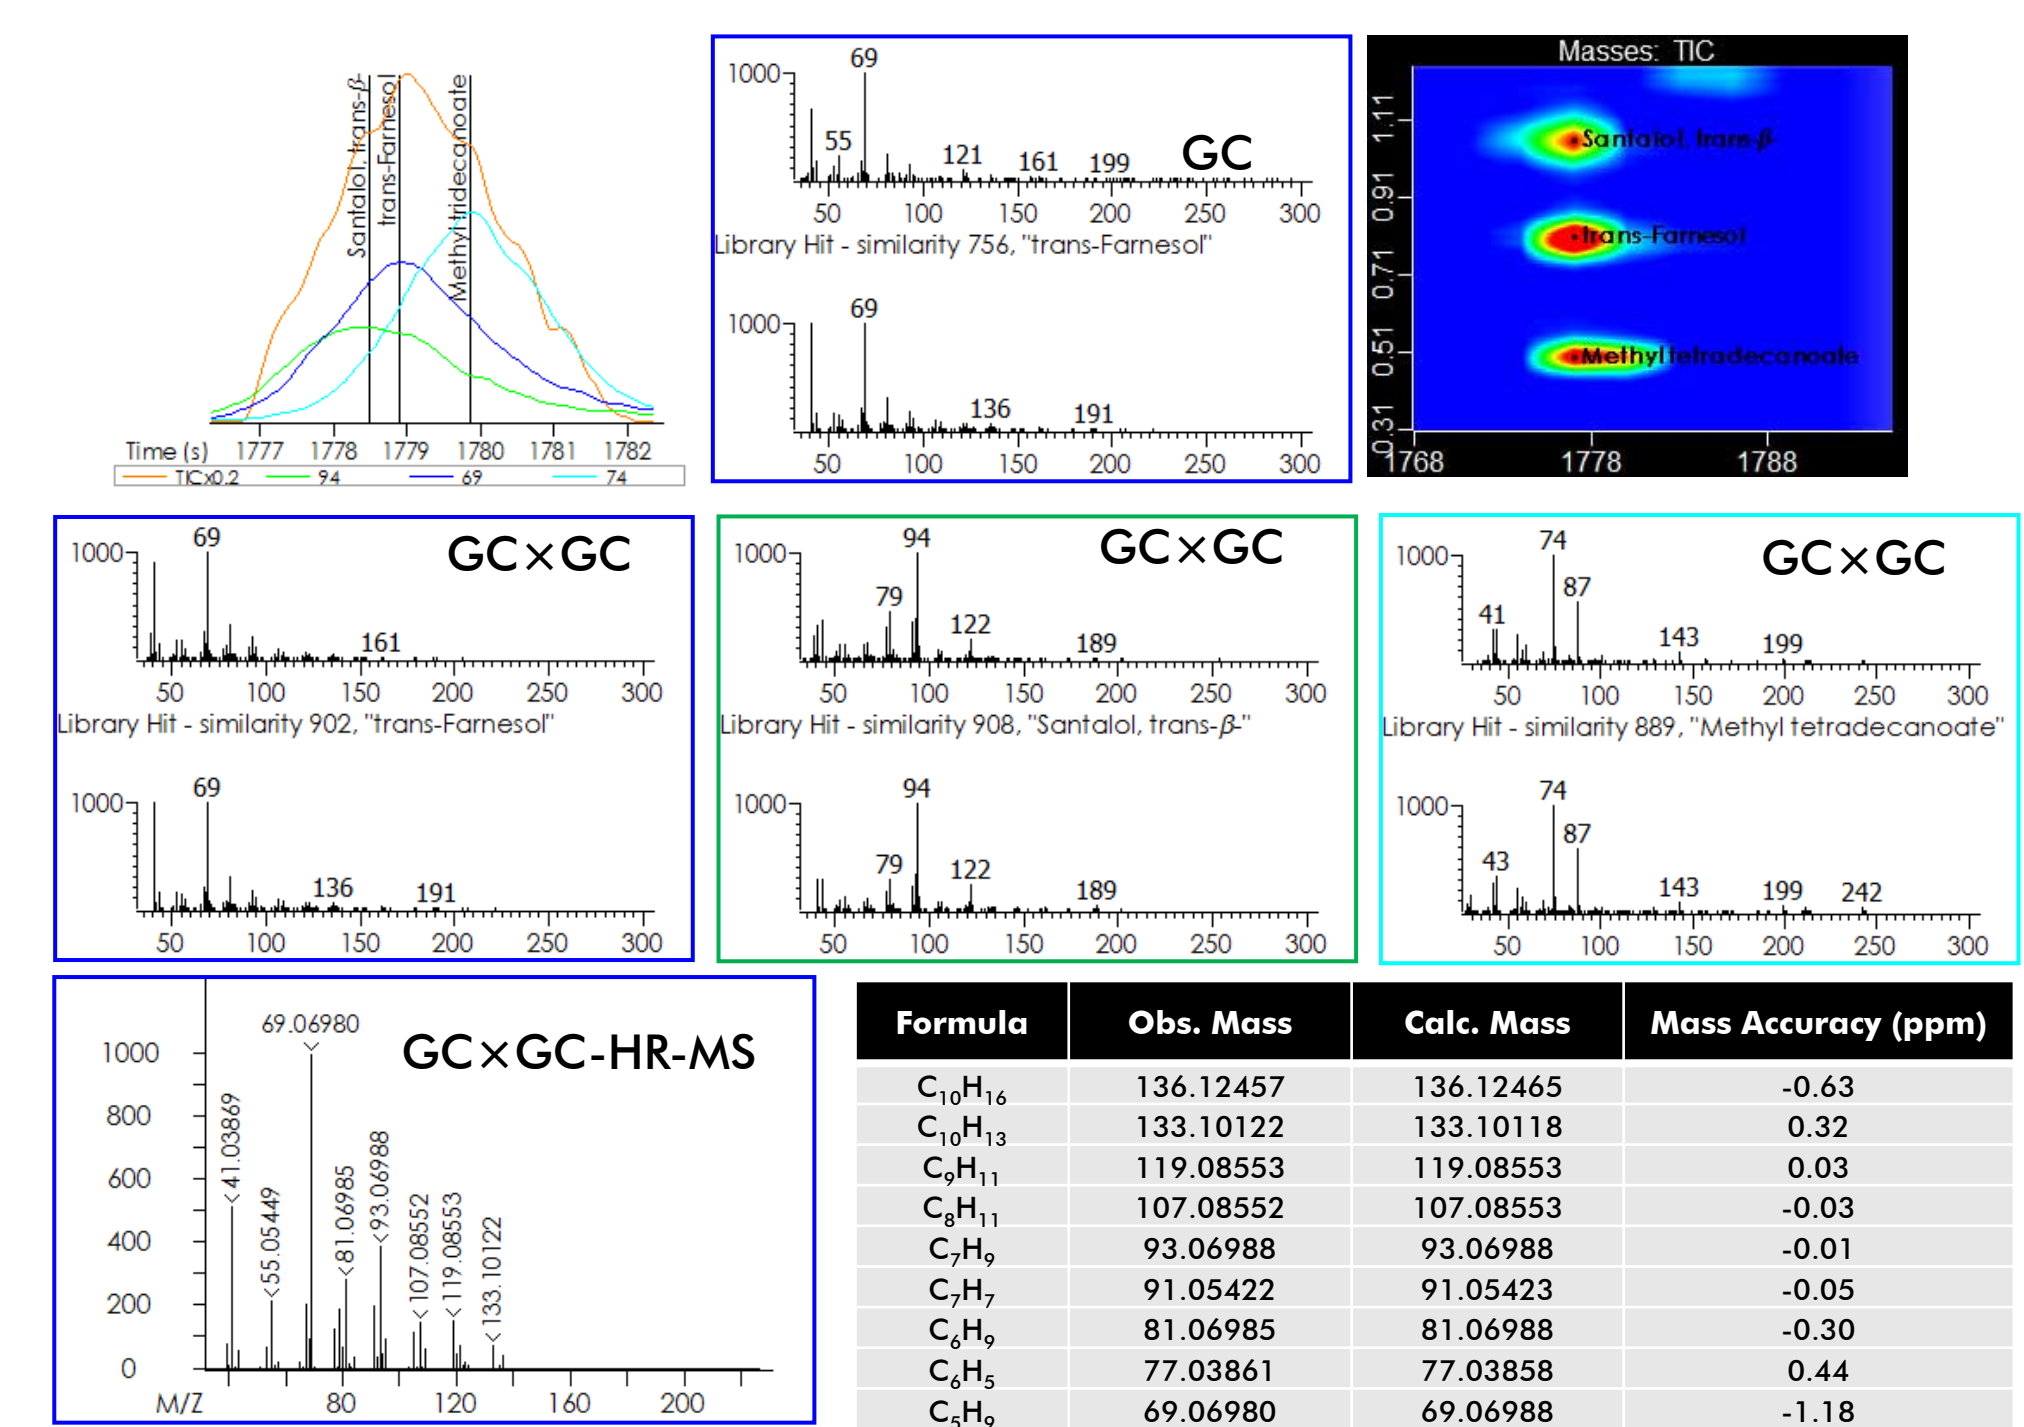 Santalol, trans-β-
trans-Farnesol
Methyl tridecanoate
Time (s) 1777 1778 1779 1780 1781 1782
TICx0.2 94 69 74
GC
1000
69
55
121
161
199
50 100 150 200 250 300
Library Hit - similarity 756, "trans-Farnesol"
1000
69
136
191
50 100 150 200 250 300
Masses: TIC
1.11
0.91
0.71
0.51
0.31
Santalol, trans-β-
trans-Farnesol
Methyl tetradecanoate
1768 1778 1788
GC×GC
1000
69
161
50 100 150 200 250 300
Library Hit - similarity 902, "trans-Farnesol"
1000
69
136
191
50 100 150 200 250 300
GC×GC
1000
94
79
122
189
50 100 150 200 250 300
Library Hit - similarity 908, "Santalol, trans-β-"
1000
94
79
122
189
50 100 150 200 250 300
GC×GC
1000
74
87
41
143
199
50 100 150 200 250 300
Library Hit - similarity 889, "Methyl tetradecanoate"
1000
74
87
43
143
199
242
50 100 150 200 250 300
GC×GC-HR-MS
1000
800
600
400
200
0
41.03869
55.05449
69.06980
81.06985
93.06988
107.08552
119.08553
133.10122
M/Z 80 120 160 200
Formula Obs. Mass Calc. Mass Mass Accuracy (ppm)
C₁₀H₁₆ 136.12457 136.12465 -0.63
C₁₀H₁₃ 133.10122 133.10118 0.32
C₉H₁₁ 119.08553 119.08553 0.03
C₈H₁₁ 107.08552 107.08553 -0.03
C₇H₉ 93.06988 93.06988 -0.01
C₇H₇ 91.05422 91.05423 -0.05
C₆H₉ 81.06985 81.06988 -0.30
C₆H₅ 77.03861 77.03858 0.44
C₅H₉ 69.06980 69.06988 -1.18